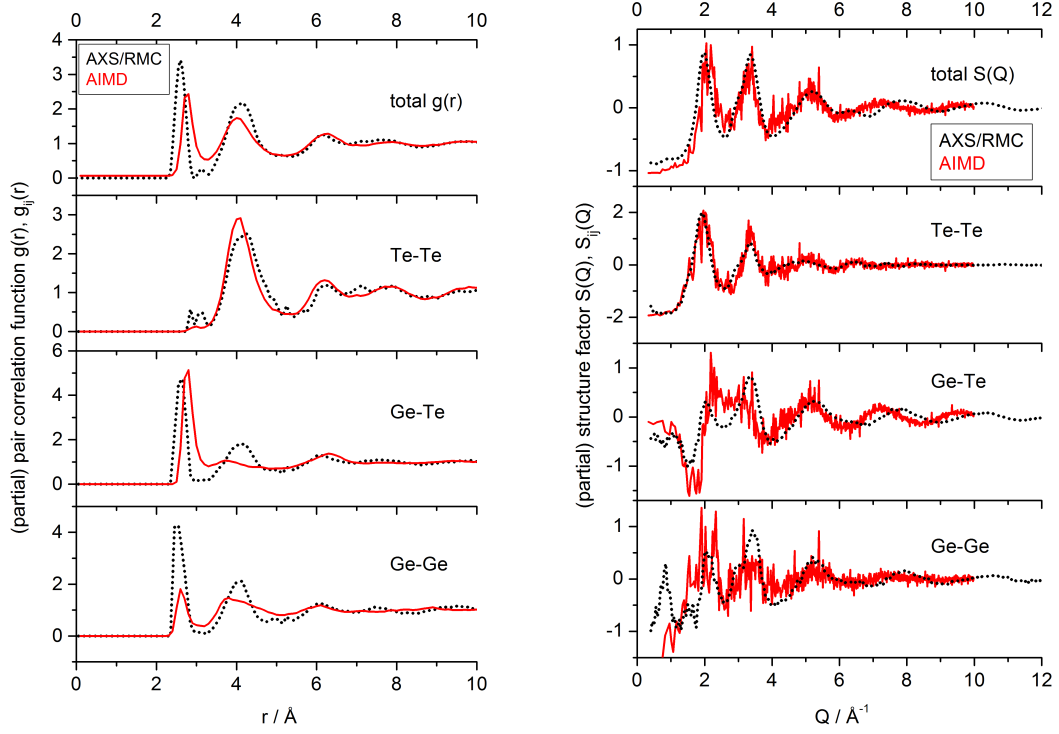 0 2 4 6 8 10
4
3
2
1
0
AXS/RMC
AIMD
total g(r)
3
2
1
0
Te-Te
6
4
2
0
Ge-Te
4
2
0
Ge-Ge
0 2 4 6 8 10
r / Å
(partial) pair correlation function g(r), g_ij(r)
0 2 4 6 8 10 12
1
0
-1
total S(Q)
AXS/RMC
AIMD
2
0
-2
Te-Te
1
0
-1
Ge-Te
1
0
-1
Ge-Ge
0 2 4 6 8 10 12
Q / Å⁻¹
(partial) structure factor S(Q), S_ij(Q)